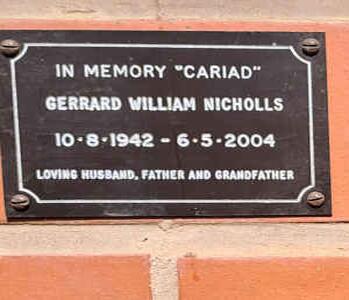 IN MEMORY "CARIAD"
GERRARD WILLIAM NICHOLLS
10·8·1942 - 6·5·2004
LOVING HUSBAND, FATHER AND GRANDFATHER